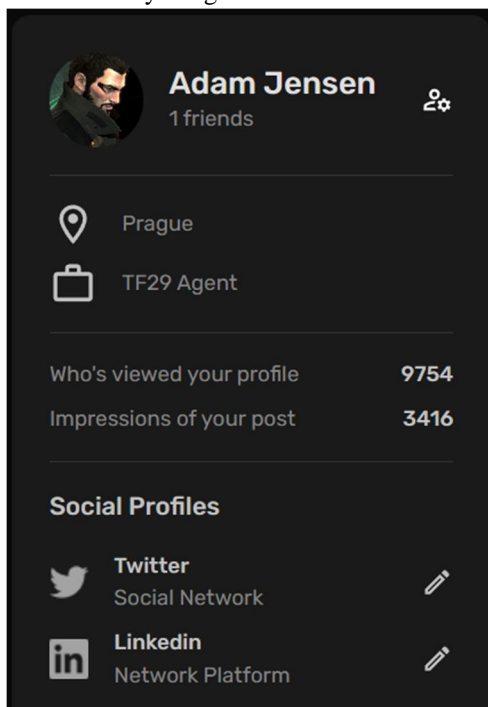 Adam Jensen
1 friends
Prague
TF29 Agent
Who's viewed your profile 9754
Impressions of your post 3416
Social Profiles
Twitter
Social Network
in Linkedin
Network Platform